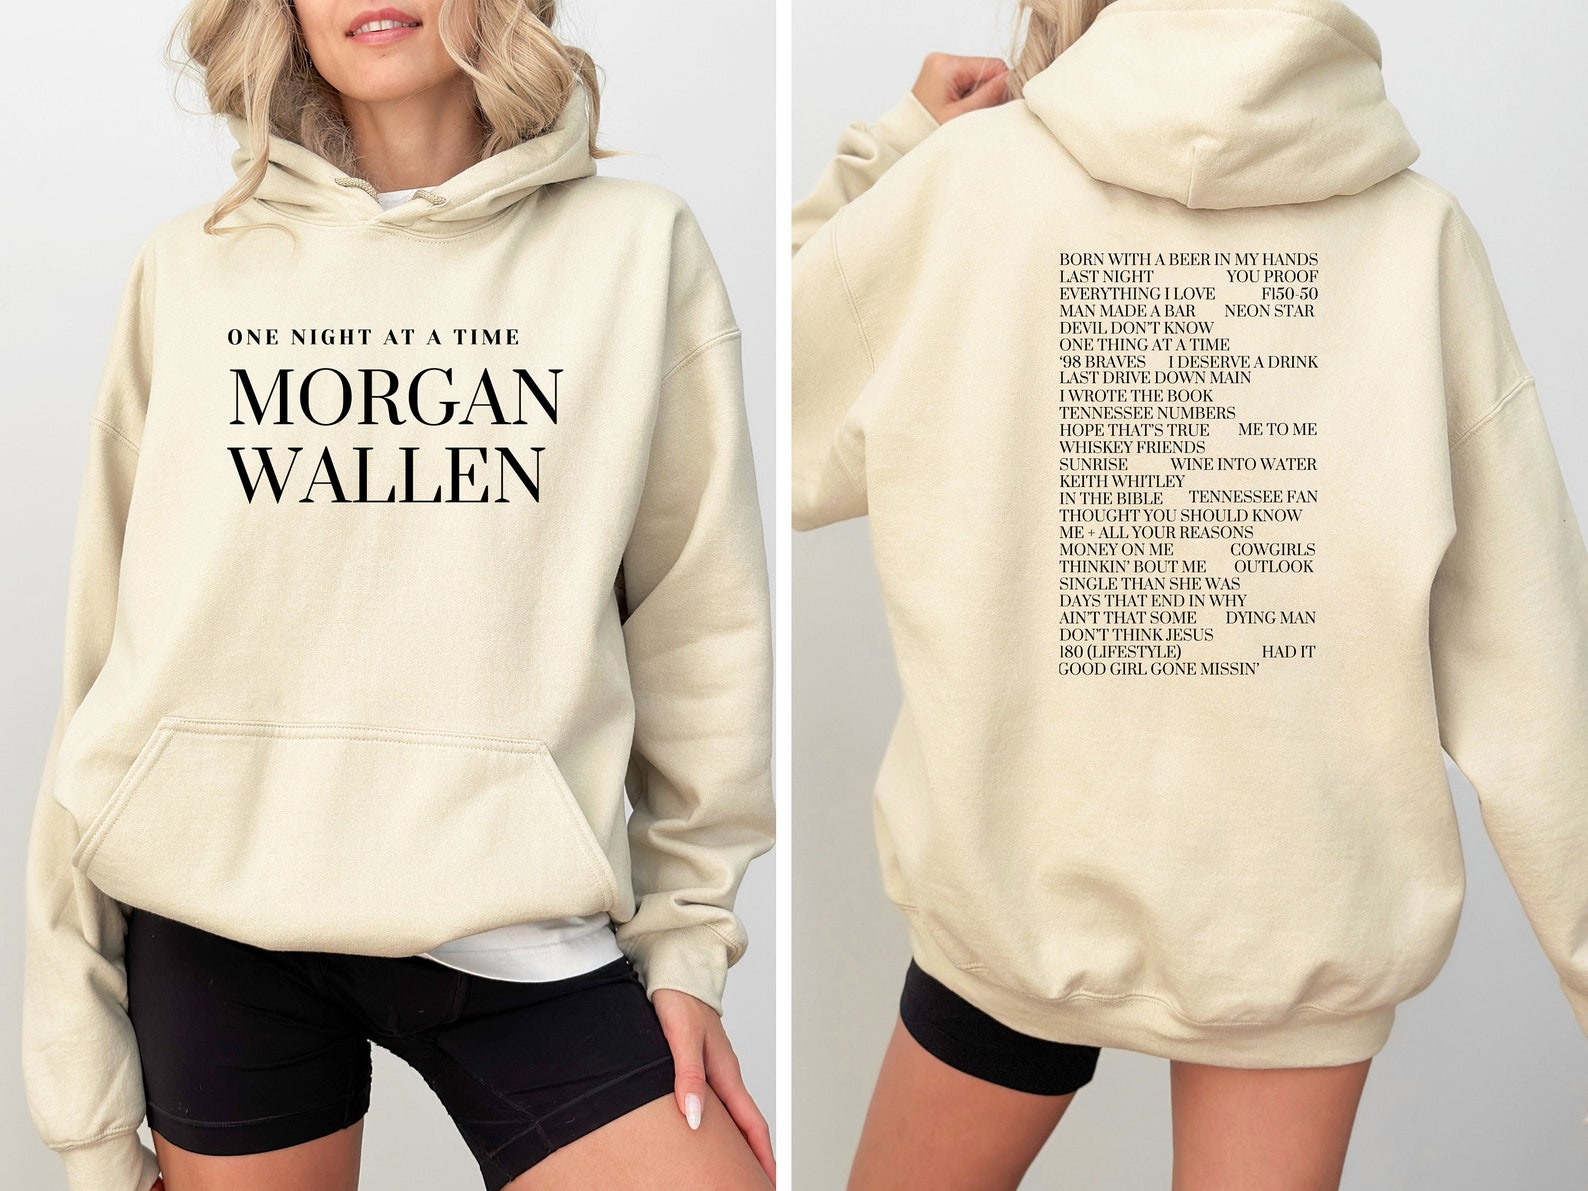 ONE NIGHT AT A TIME
MORGAN
WALLEN
BORN WITH A BEER IN MY HANDS
LAST NIGHT YOU PROOF
EVERYTHING I LOVE F150-50
MAN MADE A BAR NEON STAR
DEVIL DON'T KNOW
ONE THING AT A TIME
‘98 BRAVES I DESERVE A DRINK
LAST DRIVE DOWN MAIN
I WROTE THE BOOK
TENNESSEE NUMBERS
HOPE THAT'S TRUE ME TO ME
WHISKEY FRIENDS
SUNRISE WINE INTO WATER
KEITH WHITLEY
IN THE BIBLE TENNESSEE FAN
THOUGHT YOU SHOULD KNOW
ME + ALL YOUR REASONS
MONEY ON ME COWGIRLS
THINKIN' BOUT ME OUTLOOK
SINGLE THAN SHE WAS
DAYS THAT END IN WHY
AIN'T THAT SOME DYING MAN
DON'T THINK JESUS
180 (LIFESTYLE) HAD IT
GOOD GIRL GONE MISSIN'